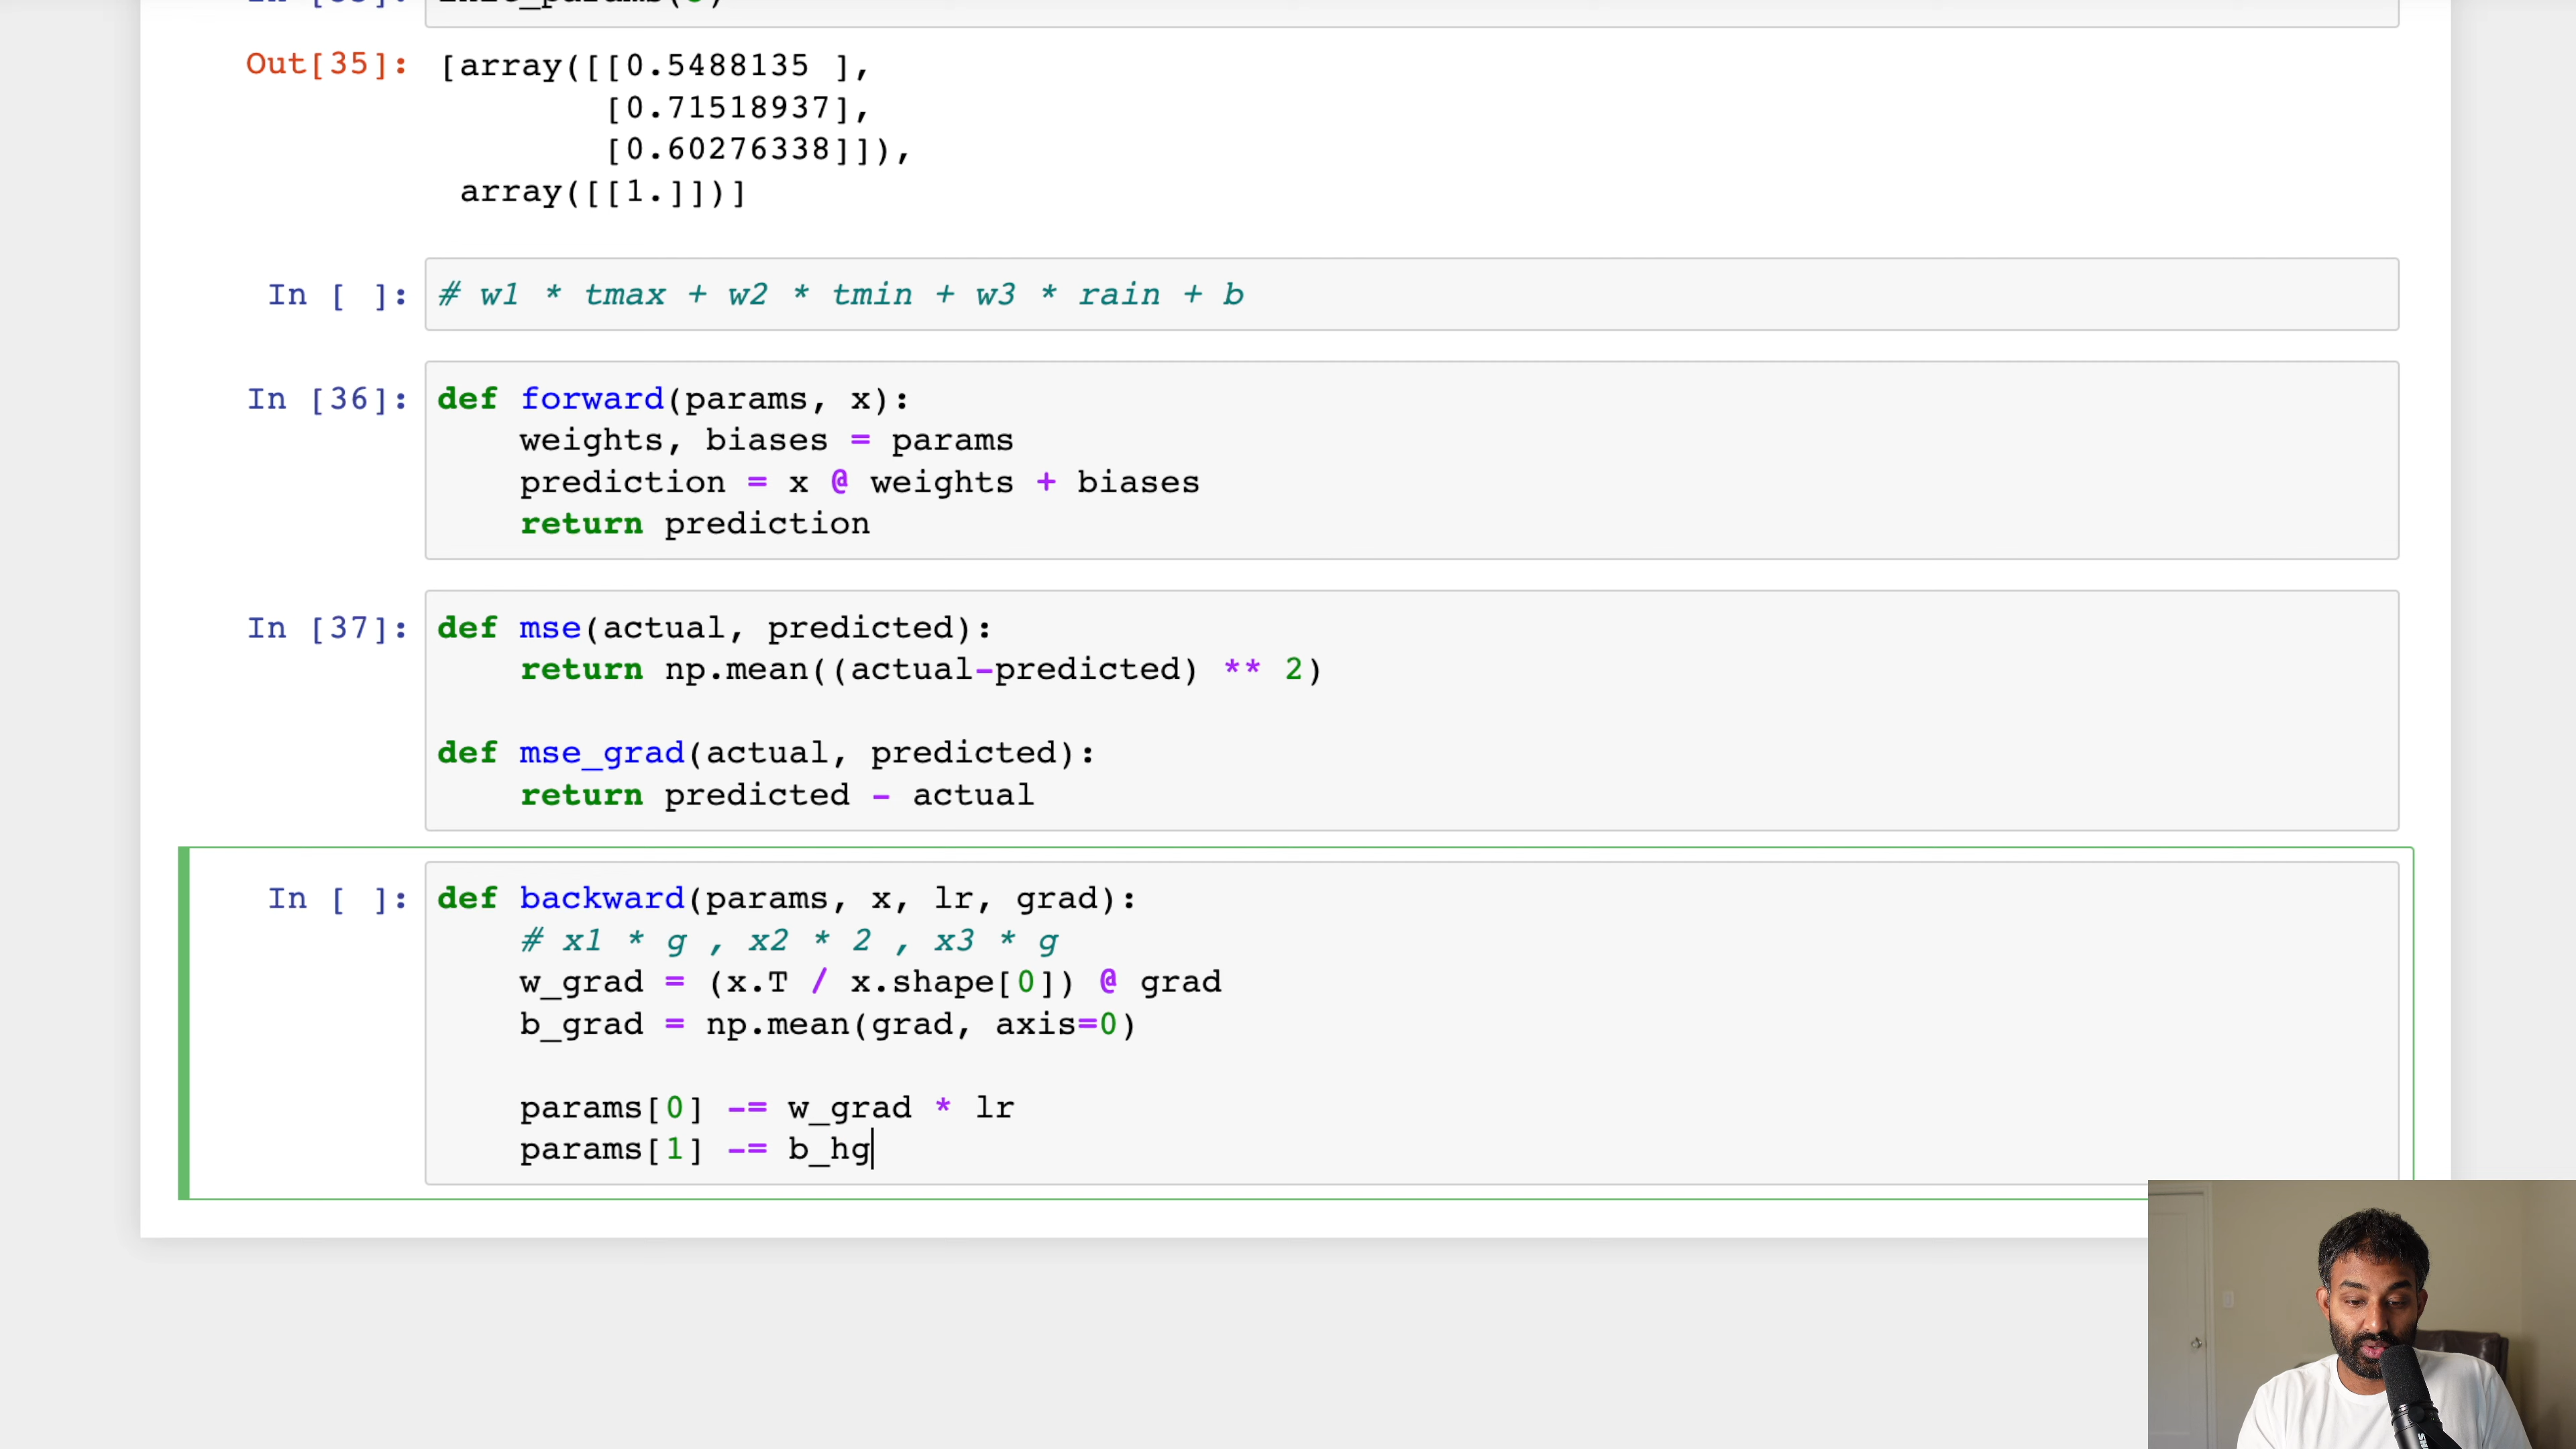 Out[35]: [array([[0.5488135 ],
[0.71518937],
[0.60276338]]),
array([[1.]])]
In [ ]: # w1 * tmax + w2 * tmin + w3 * rain + b
In [36]: def forward(params, x):
weights, biases = params
prediction = x @ weights + biases
return prediction
In [37]: def mse(actual, predicted):
return np.mean((actual-predicted) ** 2)
def mse_grad(actual, predicted):
return predicted - actual
In [ ]: def backward(params, x, lr, grad):
# x1 * g , x2 * 2 , x3 * g
w_grad = (x.T / x.shape[0]) @ grad
b_grad = np.mean(grad, axis=0)
params[0] -= w_grad * lr
params[1] -= b_hg